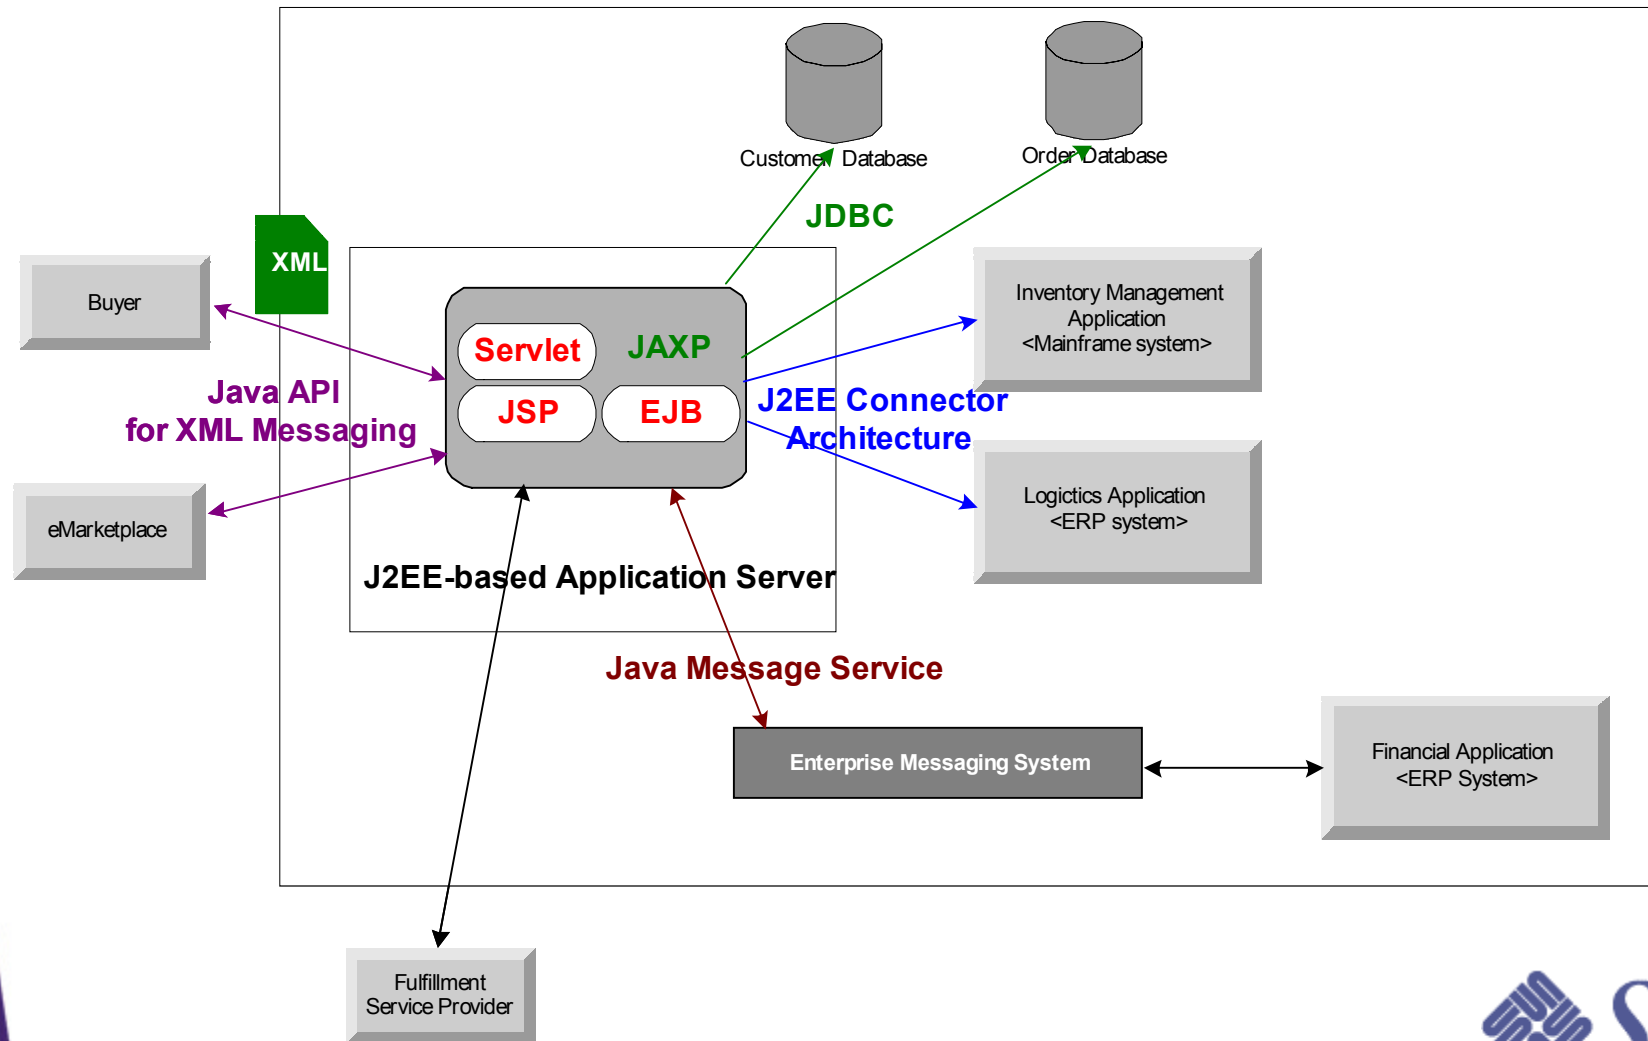 Customer Database
Order Database
JDBC
XML
Buyer
Servlet
JAXP
JSP
EJB
Java API
for XML Messaging
Inventory Management
Application
<Mainframe system>
J2EE Connector
Architecture
eMarketplace
Logictics Application
<ERP system>
J2EE-based Application Server
Java Message Service
Enterprise Messaging System
Financial Application
<ERP System>
Fulfillment
Service Provider